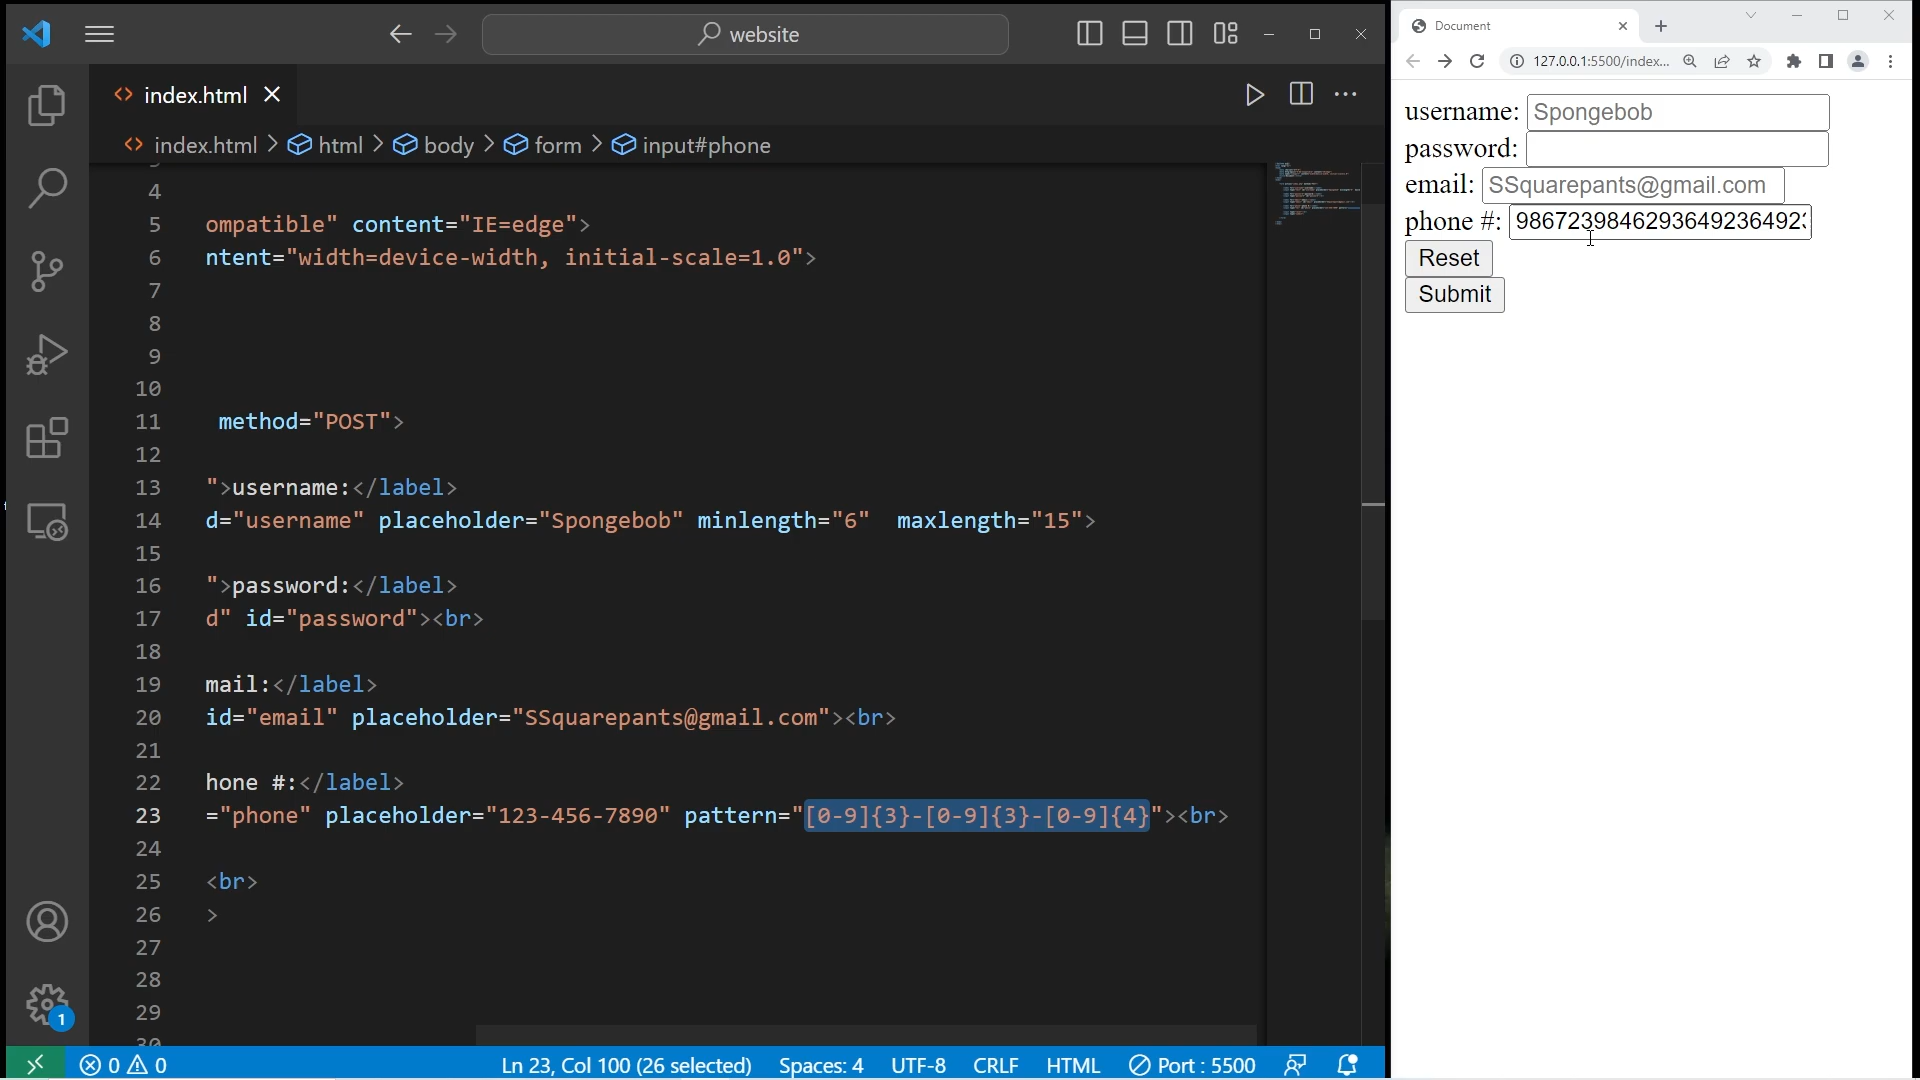 website
index.html
index.html > html > body > form > input#phone
4
5 ompatible" content="IE=edge">
6 ntent="width=device-width, initial-scale=1.0">
7
8
9
10
11 method="POST">
12
13 ">username:</label>
14 d="username" placeholder="Spongebob" minlength="6"  maxlength="15">
15
16 ">password:</label>
17 d" id="password"><br>
18
19 mail:</label>
20 id="email" placeholder="SSquarepants@gmail.com"><br>
21
22 hone #:</label>
23 ="phone" placeholder="123-456-7890" pattern="[0-9]{3}-[0-9]{3}-[0-9]{4}"><br>
24
25 <br>
26 >
27
28
29
30
1
0 0 Ln 23, Col 100 (26 selected) Spaces: 4 UTF-8 CRLF HTML Port : 5500
Document
127.0.0.1:5500/index...
username: Spongebob
password:
email: SSquarepants@gmail.com
phone #: 9867239846293649236492
Reset
Submit